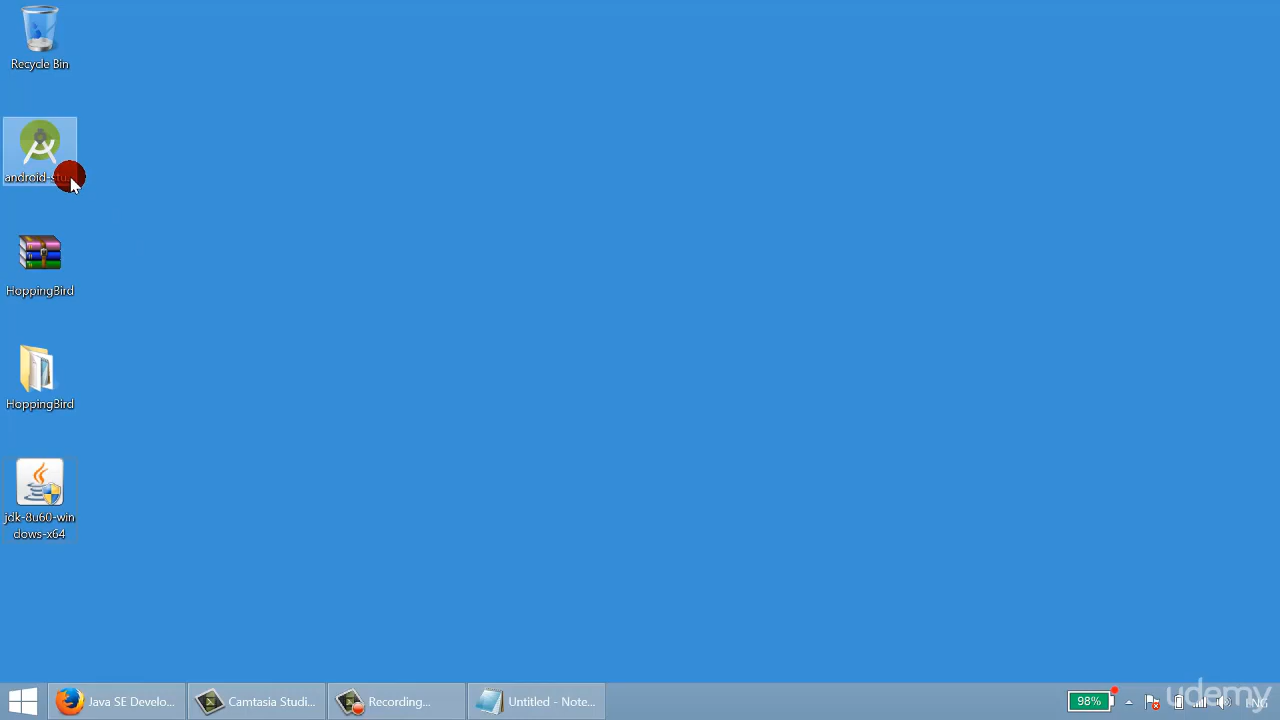 Recycle Bin
android-stu...
HoppingBird
HoppingBird
jdk-8u60-win
dows-x64
Java SE Develo...
Camtasia Studi...
Recording...
Untitled - Note...
98%
ENG
udemy